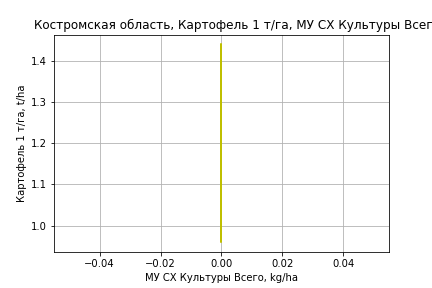 Костромская область, Картофель 1 т/га, МУ СХ Культуры Всег
1.4
1.3
1.2
1.1
1.0
Картофель 1 т/га, t/ha
−0.04 −0.02 0.00 0.02 0.04
МУ СХ Культуры Всего, kg/ha